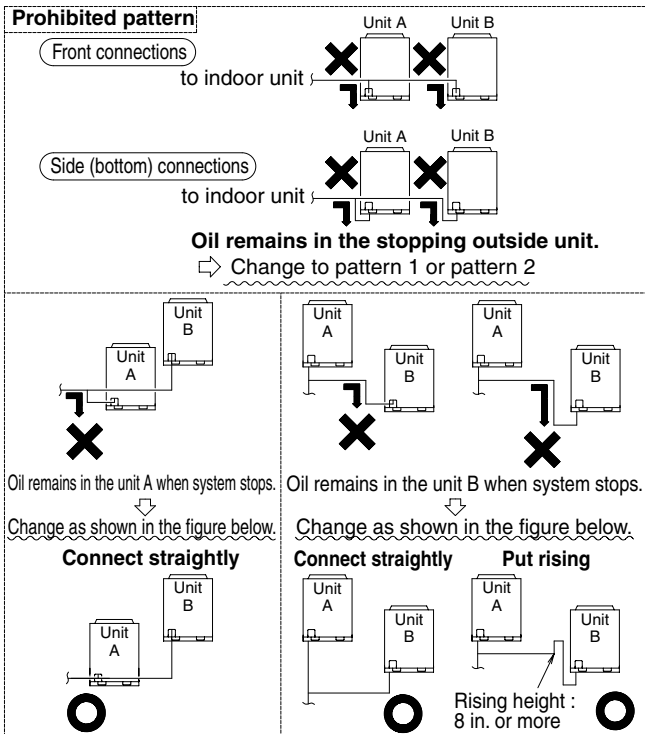 Prohibited pattern
Front connections
Unit A
Unit B
to indoor unit
Unit A
Unit B
Side (bottom) connections
to indoor unit
Oil remains in the stopping outside unit.
⇨ Change to pattern 1 or pattern 2
Unit
B
Unit
A
Oil remains in the unit A when system stops.
Change as shown in the figure below.
Connect straightly
Unit
B
Unit
A
Unit
A
Unit
B
Unit
A
Unit
B
Oil remains in the unit B when system stops.
Change as shown in the figure below.
Connect straightly
Put rising
Unit
A
Unit
B
Unit
A
Unit
B
Rising height :
8 in. or more